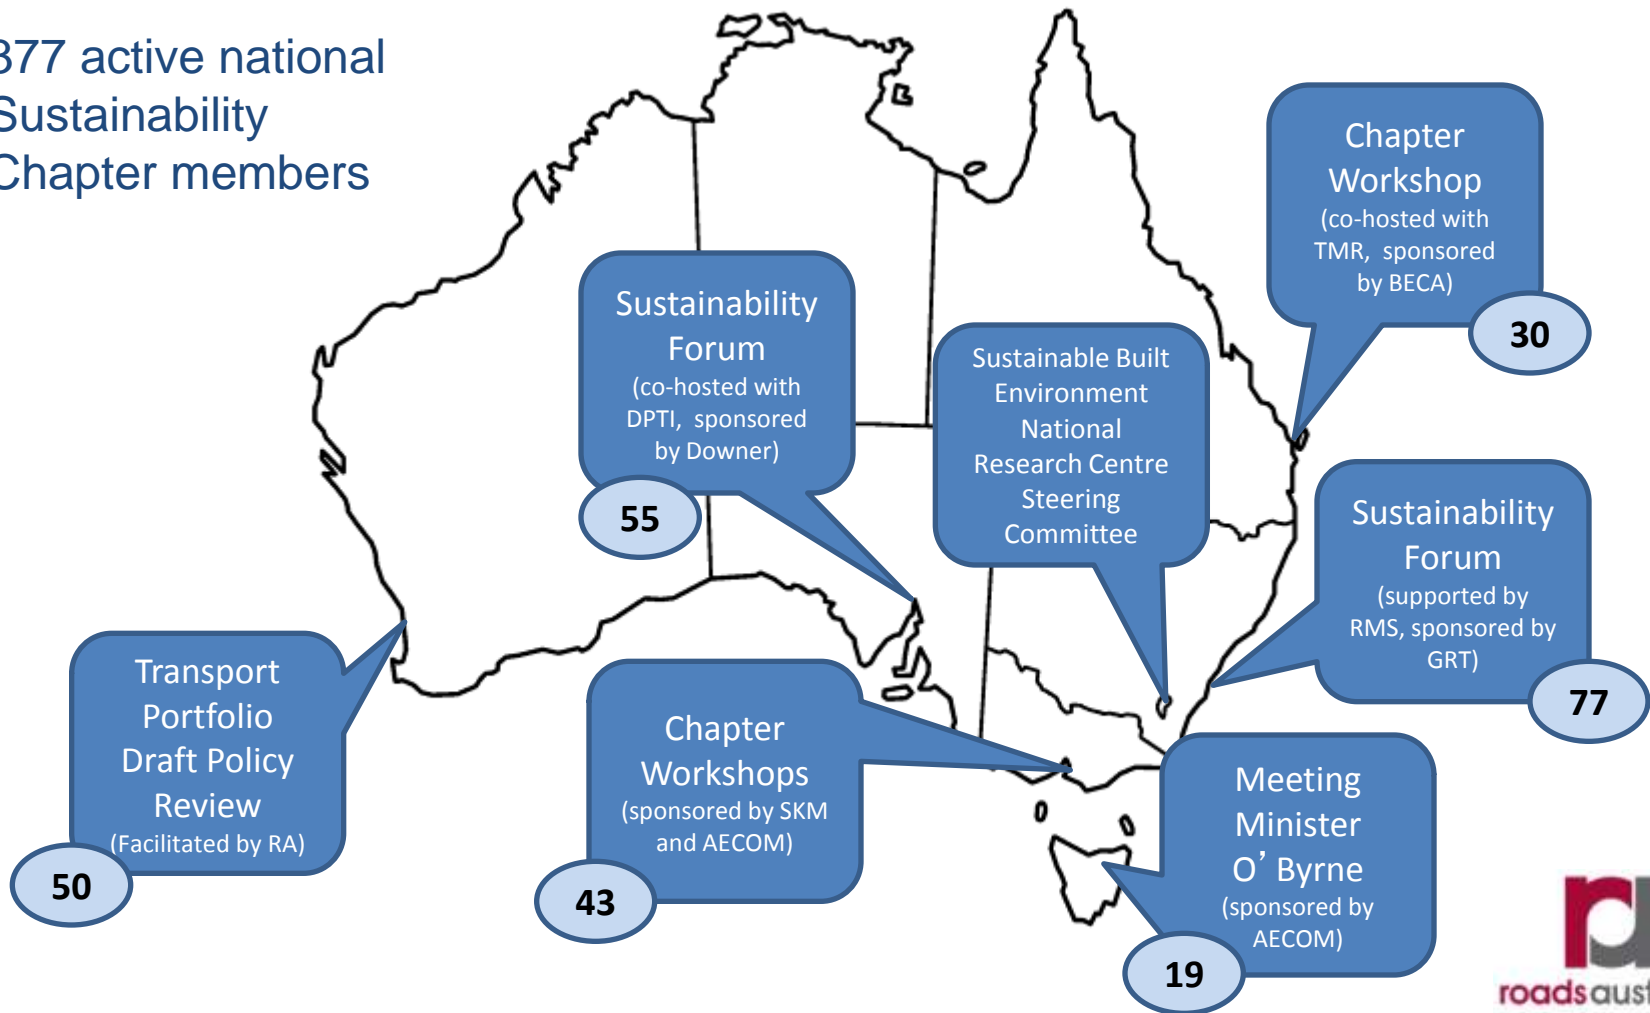 377 active national
Sustainability
Chapter members
Chapter
Workshop
(co-hosted with
TMR, sponsored
by BECA)
30
Sustainability
Forum
(co-hosted with
DPTI, sponsored
by Downer)
55
Sustainable Built
Environment
National
Research Centre
Steering
Committee
Sustainability
Forum
(supported by
RMS, sponsored by
GRT)
77
Transport
Portfolio
Draft Policy
Review
(Facilitated by RA)
50
Chapter
Workshops
(sponsored by SKM
and AECOM)
43
Meeting
Minister
O’ Byrne
(sponsored by
AECOM)
19
roads aust